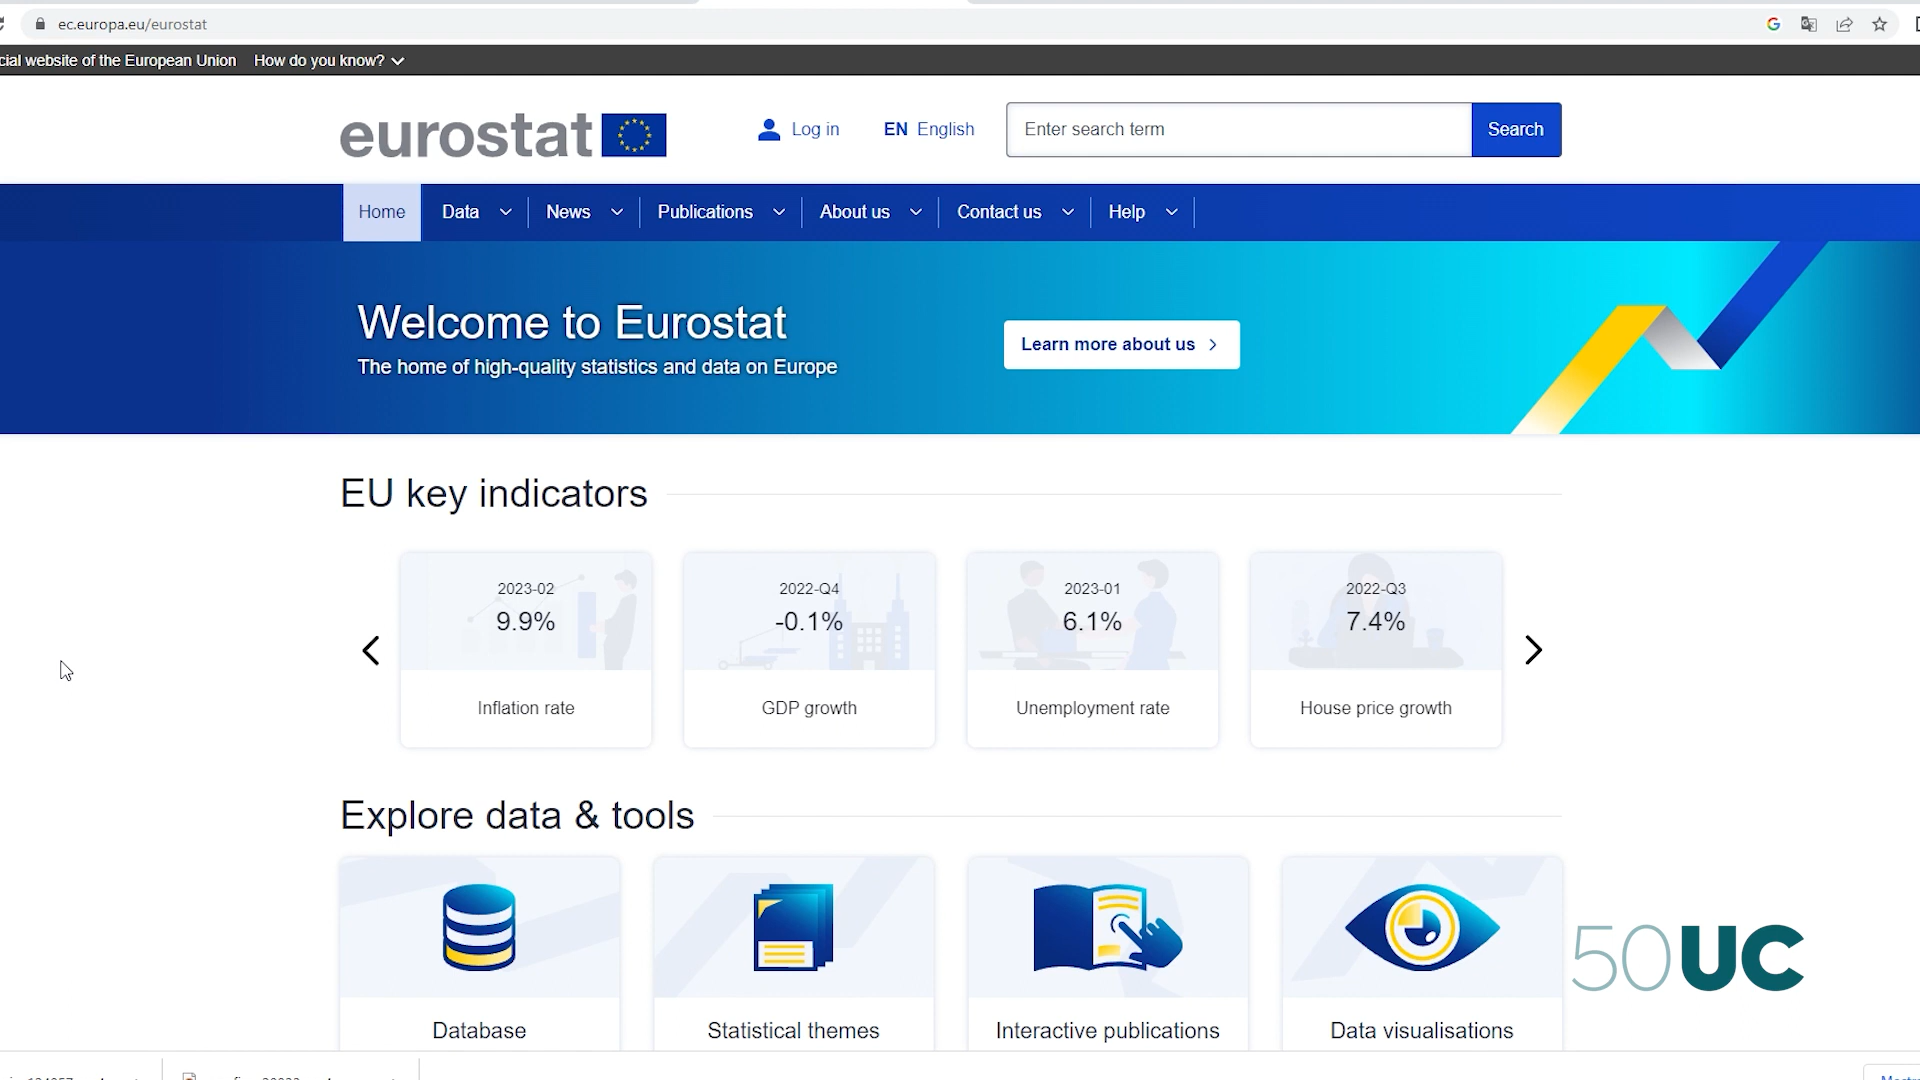 ec.europa.eu/eurostat
cial website of the European Union How do you know?
eurostat
Log in
EN English
Enter search term
Search
Home
Data
News
Publications
About us
Contact us
Help
Welcome to Eurostat
The home of high-quality statistics and data on Europe
Learn more about us
EU key indicators
2023-02
9.9%
Inflation rate
2022-Q4
-0.1%
GDP growth
2023-01
6.1%
Unemployment rate
2022-Q3
7.4%
House price growth
Explore data & tools
Database
Statistical themes
Interactive publications
Data visualisations
50UC